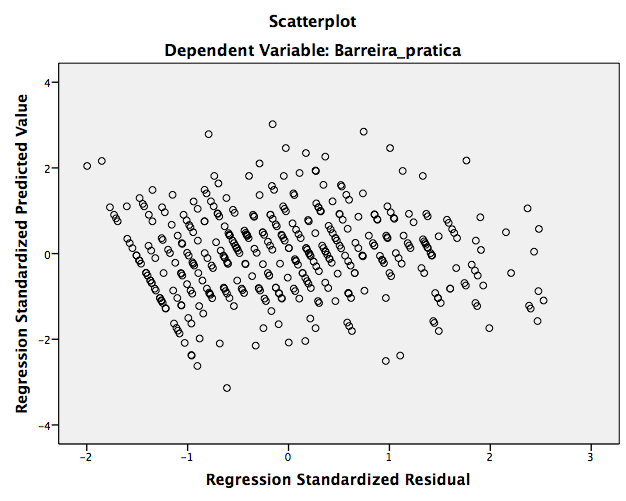 Scatterplot
Dependent Variable: Barreira_pratica
Regression Standardized Predicted Value
4
2
0
-2
-4
-2
-1
0
1
2
3
Regression Standardized Residual